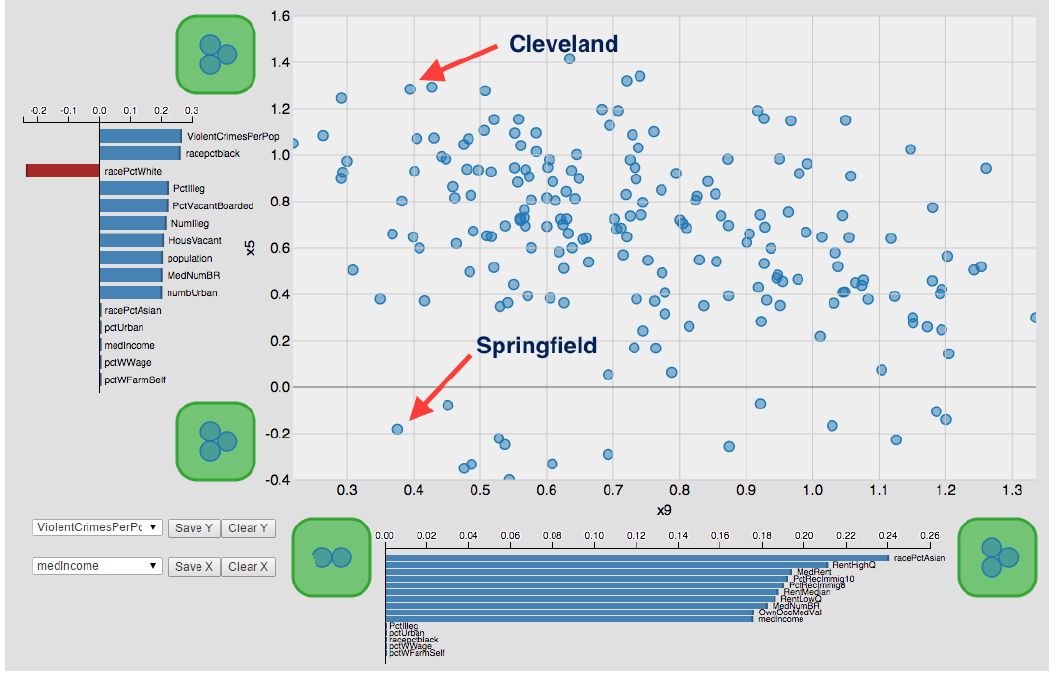 1.6
Cleveland
1.4
1.2
1.0
0.8
0.6
0.4
0.2
0.0
-0.2
-0.4
x5
Springfield
0.3 0.4 0.5 0.6 0.7 0.8 0.9 1.0 1.1 1.2 1.3
x9
-0.2 -0.1 0.0 0.1 0.2 0.3
ViolentCrimesPerPop
racepctblack
racePctWhite
PctIlleg
PctVacantBoarded
NumIlleg
HousVacant
population
MedNumBR
numbUrban
racePctAsian
pctUrban
medIncome
pctWWage
pctWFarmSelf
ViolentCrimesPerPc ▼ Save Y Clear Y
medIncome ▼ Save X Clear X
0.00 0.02 0.04 0.06 0.08 0.10 0.12 0.14 0.16 0.18 0.20 0.22 0.24 0.26
racePctAsian
RentHighQ
MedRent
PctRecImmig10
PctRecImmig8
RentMedian
RentLowQ
MedNumBR
OwnOccMedVal
medIncome
PctIlleg
pctUrban
racepctblack
pctWWage
pctWFarmSelf